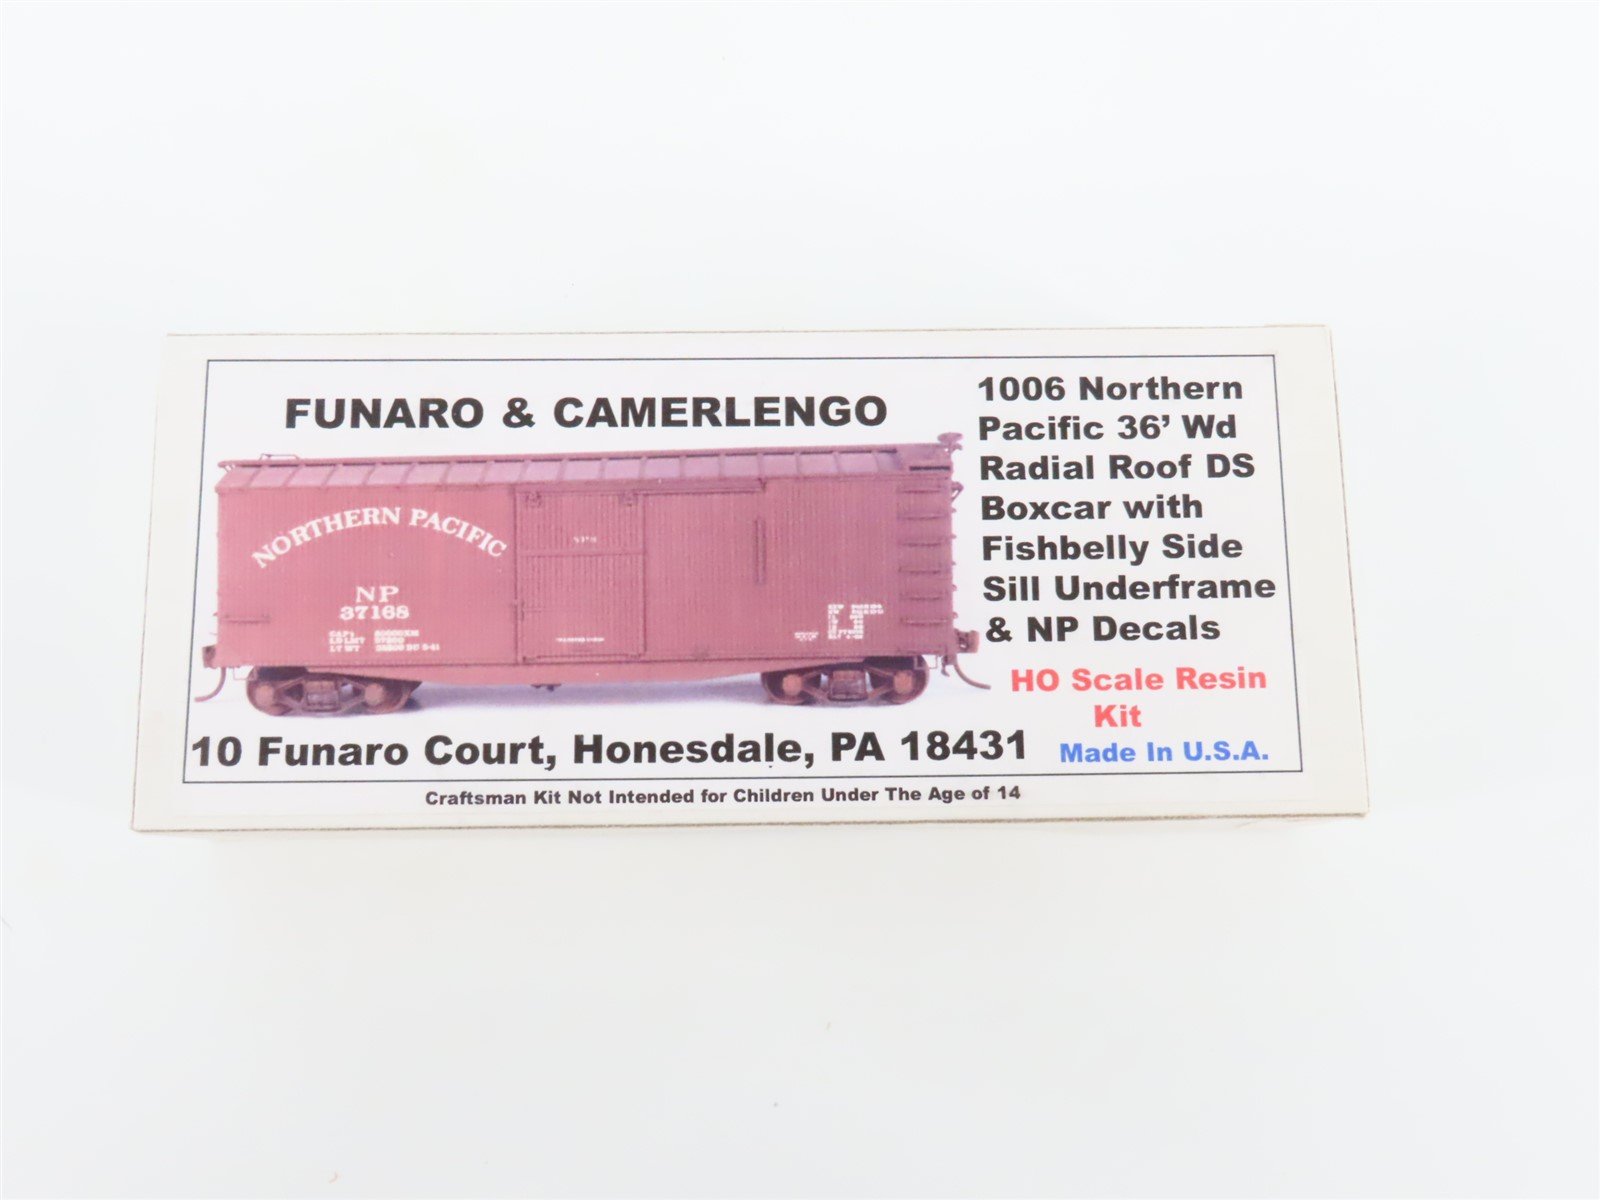 FUNARO & CAMERLENGO
1006 Northern
Pacific 36' Wd
Radial Roof DS
Boxcar with
Fishbelly Side
Sill Underframe
& NP Decals
HO Scale Resin
Kit
Made In U.S.A.
NORTHERN PACIFIC
NP
37168
10 Funaro Court, Honesdale, PA 18431
Craftsman Kit Not Intended for Children Under The Age of 14